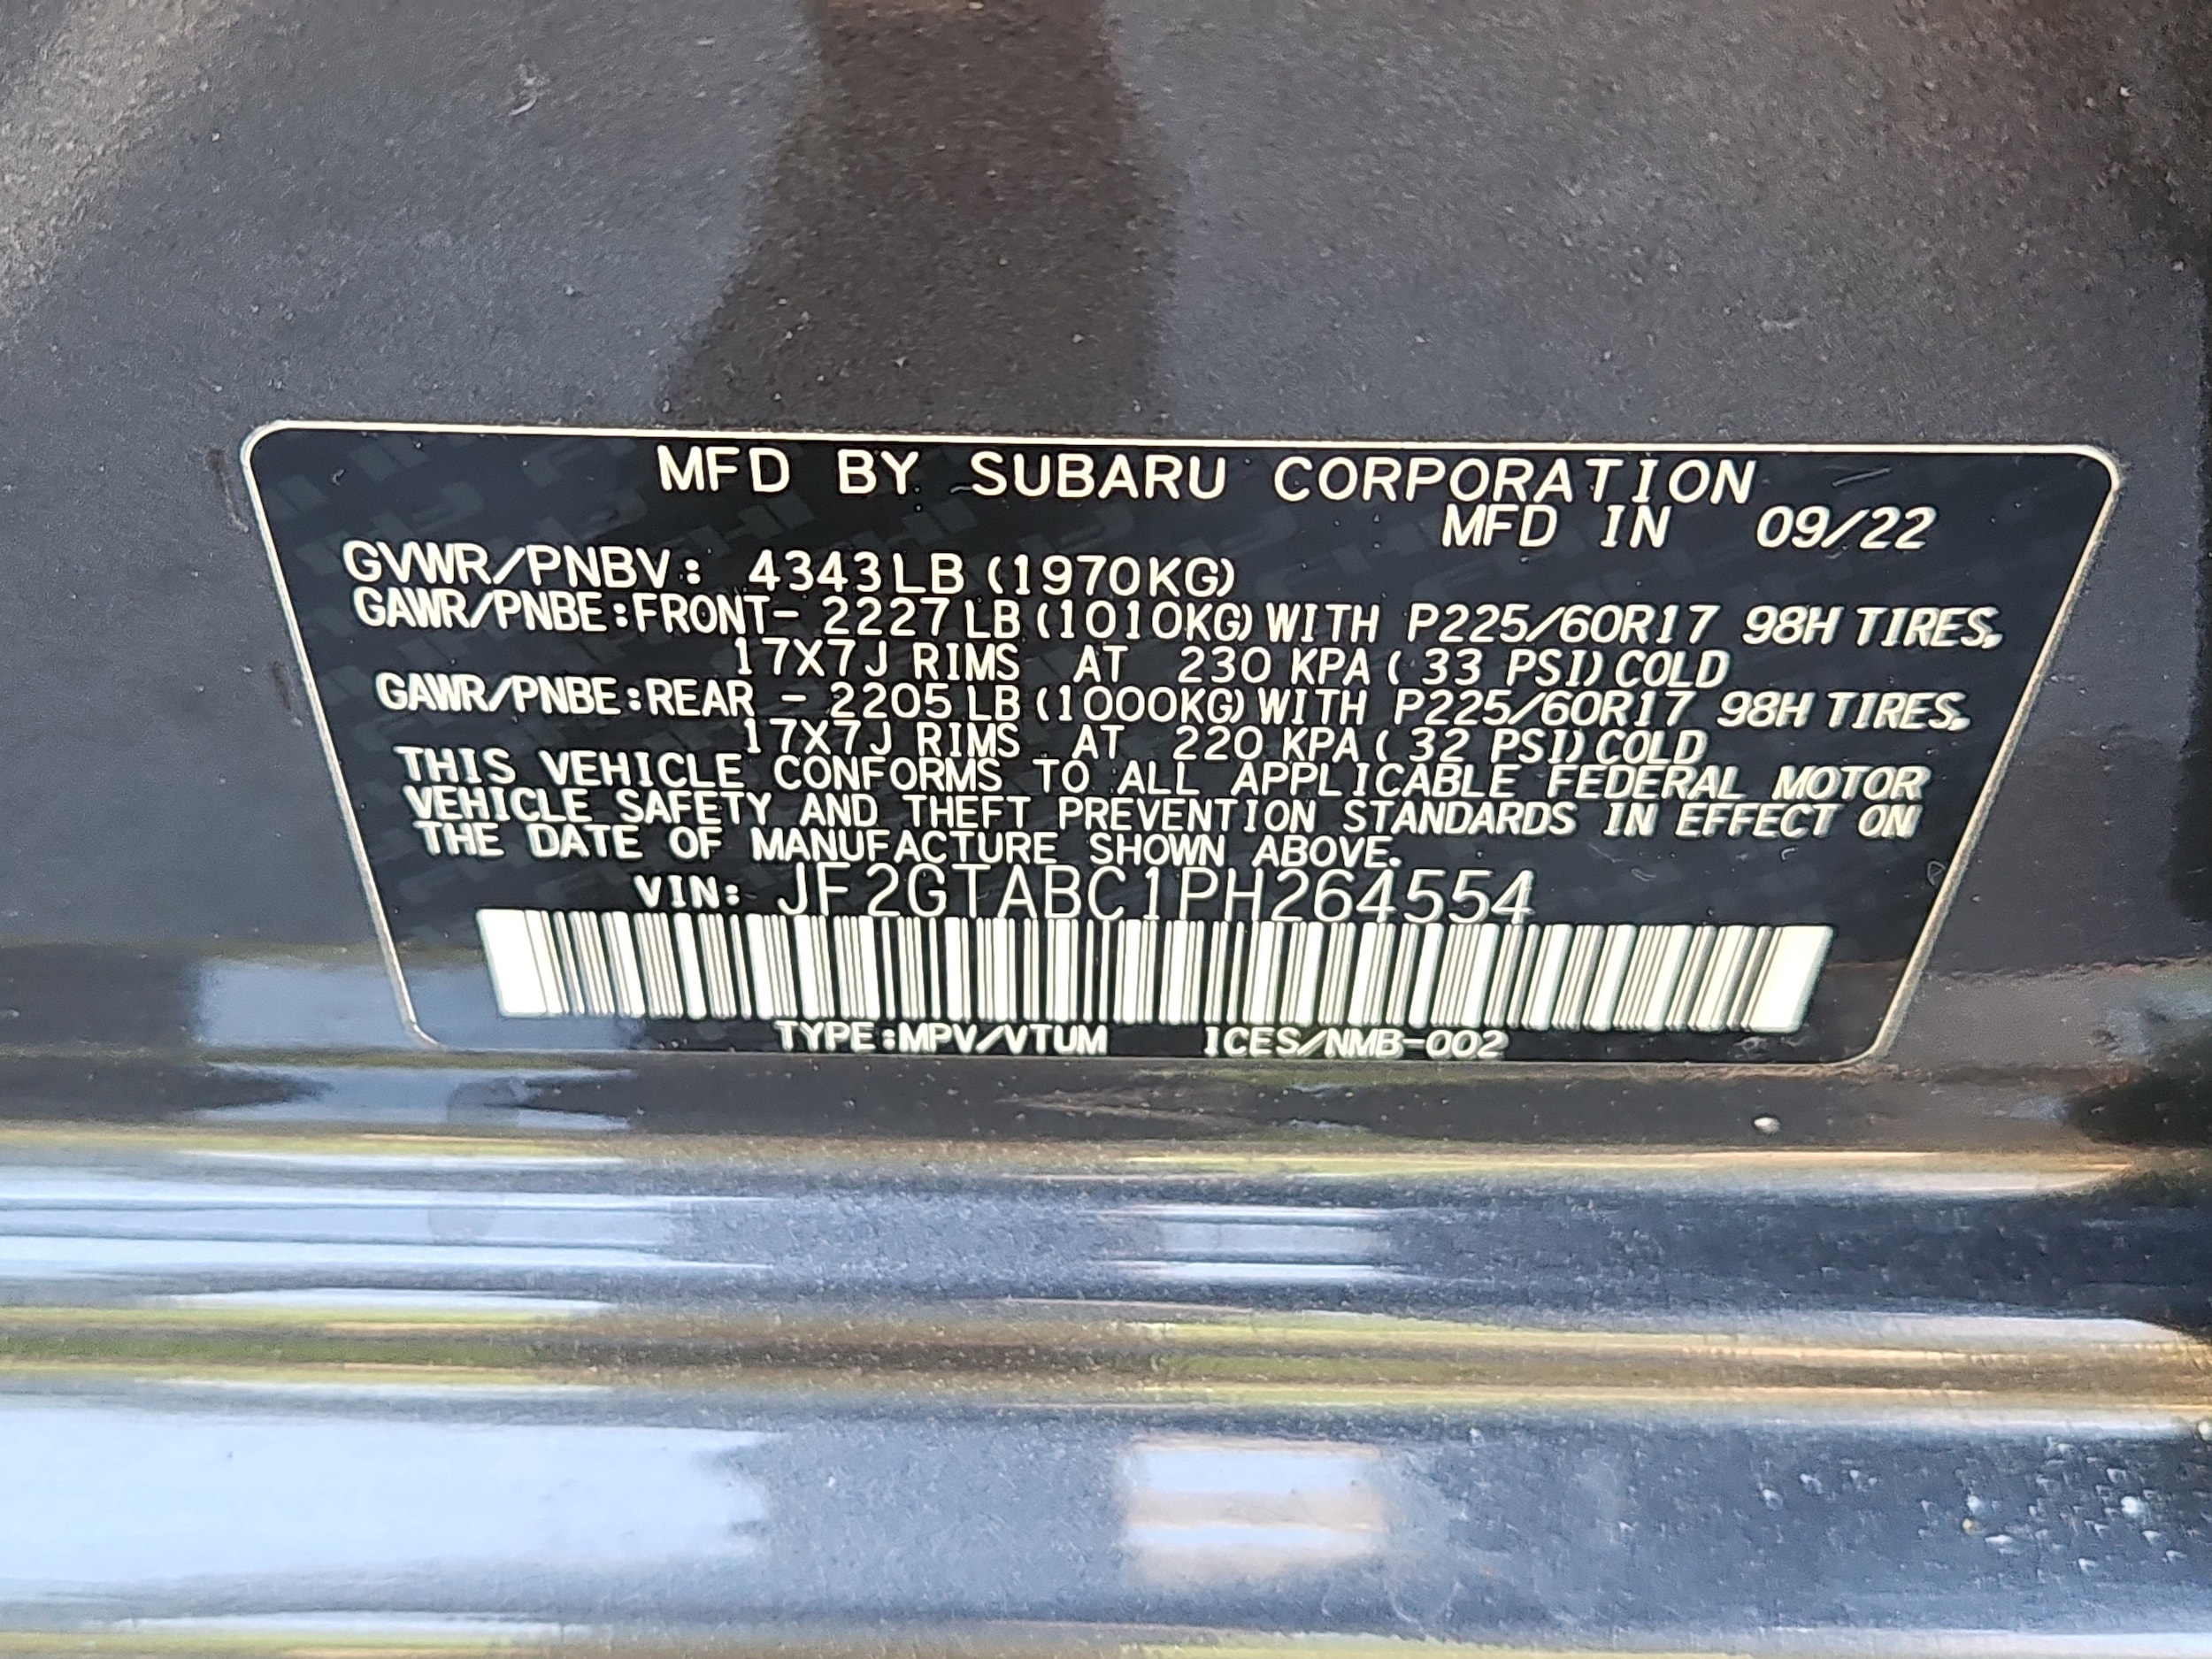 MFD BY SUBARU CORPORATION
MFD IN 09/22
GVWR/PNBV: 4343LB (1970KG)
GAWR/PNBE:FRONT- 2227 LB (1010KG) WITH P225/60R17 98H TIRES,
17X7J RIMS AT 230 KPA ( 33 PSI) COLD
GAWR/PNBE:REAR - 2205 LB (1000KG) WITH P225/60R17 98H TIRES,
17X7J RIMS AT 220 KPA ( 32 PSI) COLD
THIS VEHICLE CONFORMS TO ALL APPLICABLE FEDERAL MOTOR
VEHICLE SAFETY AND THEFT PREVENTION STANDARDS IN EFFECT ON
THE DATE OF MANUFACTURE SHOWN ABOVE.
VIN: JF2GTABC1PH264554
TYPE:MPV/VTUM ICES/NMB-002